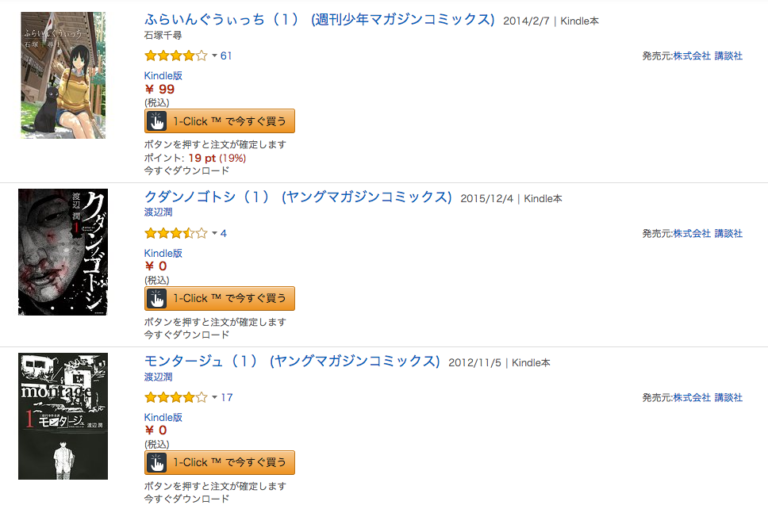 ふらいんぐうぃっち
石塚千尋
ふらいんぐうぃっち（１） (週刊少年マガジンコミックス) 2014/2/7 | Kindle本
石塚千尋
61
発売元:株式会社 講談社
Kindle版
¥ 99
(税込)
1-Click ™ で今すぐ買う
ボタンを押すと注文が確定します
ポイント: 19 pt (19%)
今すぐダウンロード
クダンノゴトシ
渡辺潤
1
クダンノゴトシ（１） (ヤングマガジンコミックス) 2015/12/4 | Kindle本
渡辺潤
4
発売元:株式会社 講談社
Kindle版
¥ 0
(税込)
1-Click ™ で今すぐ買う
ボタンを押すと注文が確定します
今すぐダウンロード
montage
1
モンタージュ
渡辺潤
モンタージュ（１） (ヤングマガジンコミックス) 2012/11/5 | Kindle本
渡辺潤
17
発売元:株式会社 講談社
Kindle版
¥ 0
(税込)
1-Click ™ で今すぐ買う
ボタンを押すと注文が確定します
今すぐダウンロード